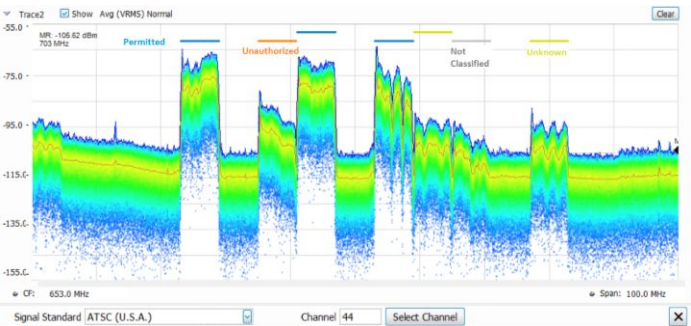 Trace2 Show Avg (VRMS) Normal Clear
-55.0
MR: -106.62 dBm
703 MHz
Permitted
Unauthorized
Not
Classified
Unknown
-75.0
-95.0
-115.0
-135.0
-155.0
CF: 653.0 MHz Span: 100.0 MHz
Signal Standard ATSC (U.S.A.) Channel 44 Select Channel X